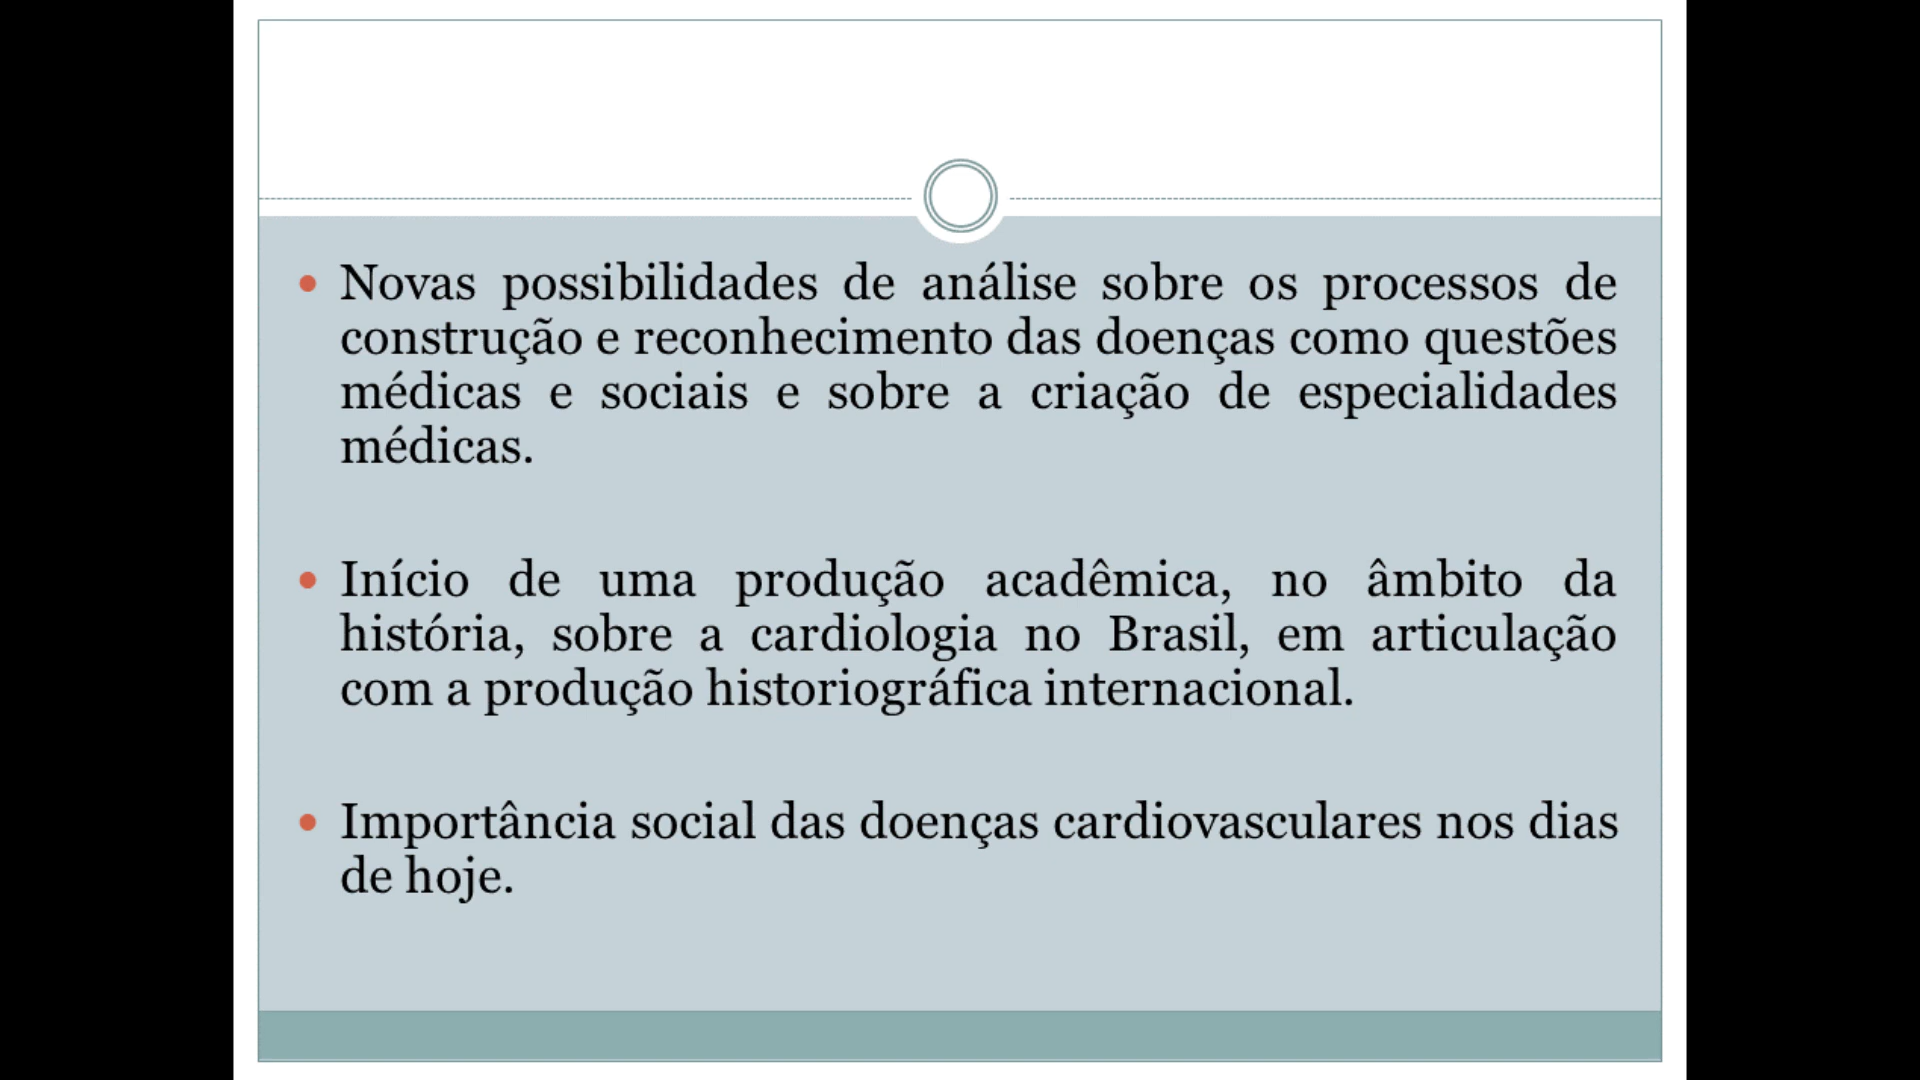 Novas possibilidades de análise sobre os processos de
construção e reconhecimento das doenças como questões
médicas e sociais e sobre a criação de especialidades
médicas.
Início de uma produção acadêmica, no âmbito da
história, sobre a cardiologia no Brasil, em articulação
com a produção historiográfica internacional.
Importância social das doenças cardiovasculares nos dias
de hoje.